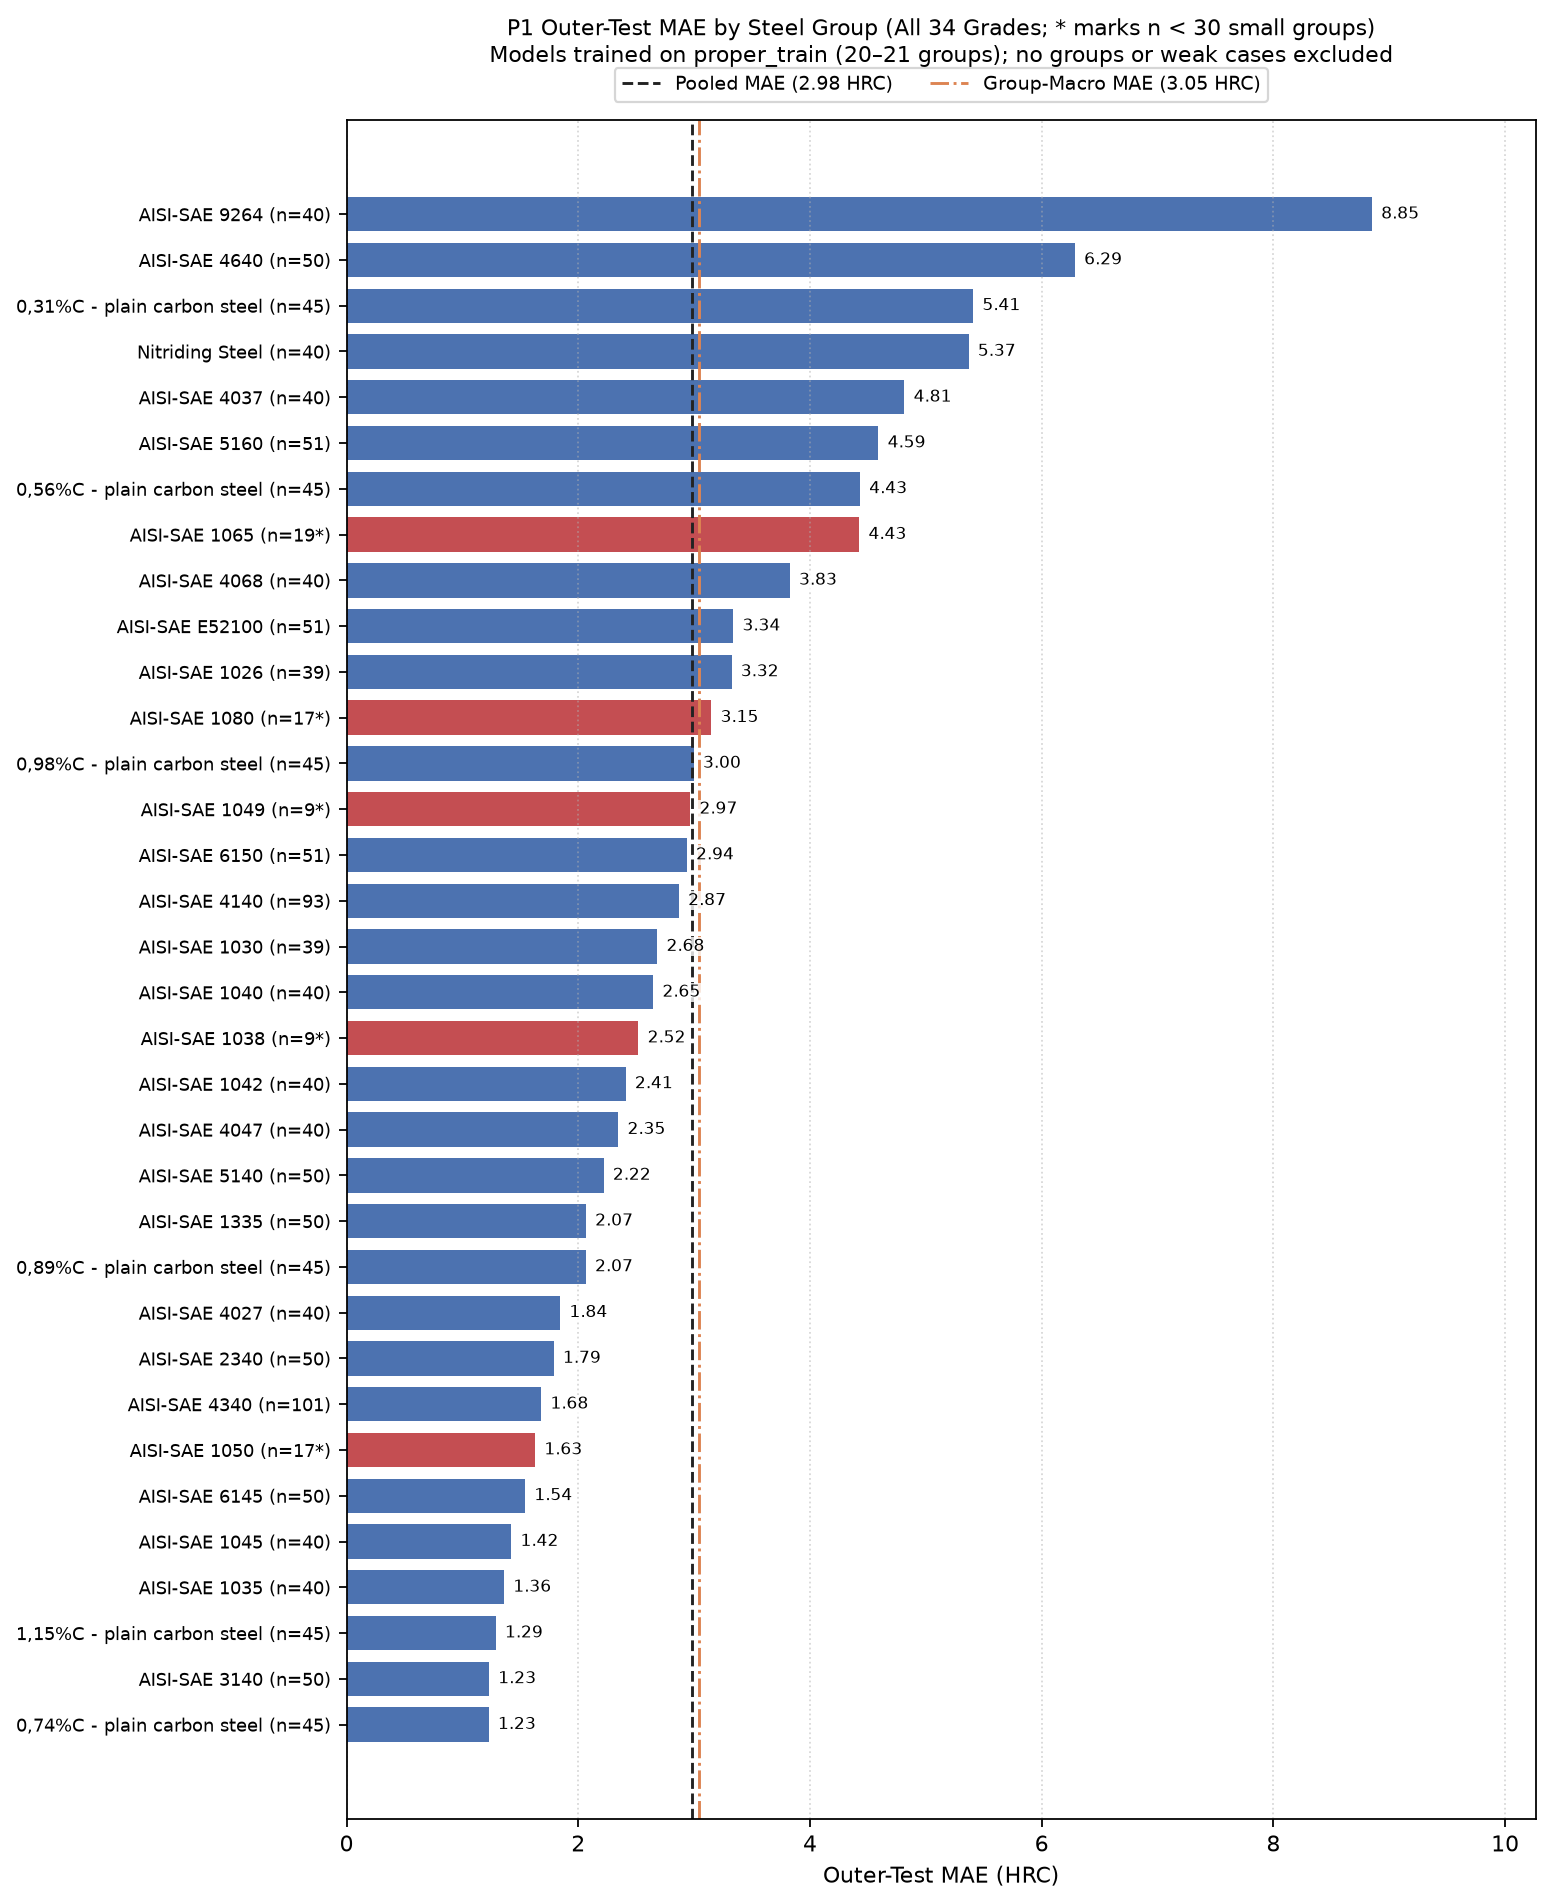 P1 Outer-Test MAE by Steel Group (All 34 Grades; * marks n < 30 small groups)
Models trained on proper_train (20–21 groups); no groups or weak cases excluded
Pooled MAE (2.98 HRC)
Group-Macro MAE (3.05 HRC)
AISI-SAE 9264 (n=40) 8.85
AISI-SAE 4640 (n=50) 6.29
0,31%C - plain carbon steel (n=45) 5.41
Nitriding Steel (n=40) 5.37
AISI-SAE 4037 (n=40) 4.81
AISI-SAE 5160 (n=51) 4.59
0,56%C - plain carbon steel (n=45) 4.43
AISI-SAE 1065 (n=19*) 4.43
AISI-SAE 4068 (n=40) 3.83
AISI-SAE E52100 (n=51) 3.34
AISI-SAE 1026 (n=39) 3.32
AISI-SAE 1080 (n=17*) 3.15
0,98%C - plain carbon steel (n=45) 3.00
AISI-SAE 1049 (n=9*) 2.97
AISI-SAE 6150 (n=51) 2.94
AISI-SAE 4140 (n=93) 2.87
AISI-SAE 1030 (n=39) 2.68
AISI-SAE 1040 (n=40) 2.65
AISI-SAE 1038 (n=9*) 2.52
AISI-SAE 1042 (n=40) 2.41
AISI-SAE 4047 (n=40) 2.35
AISI-SAE 5140 (n=50) 2.22
AISI-SAE 1335 (n=50) 2.07
0,89%C - plain carbon steel (n=45) 2.07
AISI-SAE 4027 (n=40) 1.84
AISI-SAE 2340 (n=50) 1.79
AISI-SAE 4340 (n=101) 1.68
AISI-SAE 1050 (n=17*) 1.63
AISI-SAE 6145 (n=50) 1.54
AISI-SAE 1045 (n=40) 1.42
AISI-SAE 1035 (n=40) 1.36
1,15%C - plain carbon steel (n=45) 1.29
AISI-SAE 3140 (n=50) 1.23
0,74%C - plain carbon steel (n=45) 1.23
0 2 4 6 8 10
Outer-Test MAE (HRC)